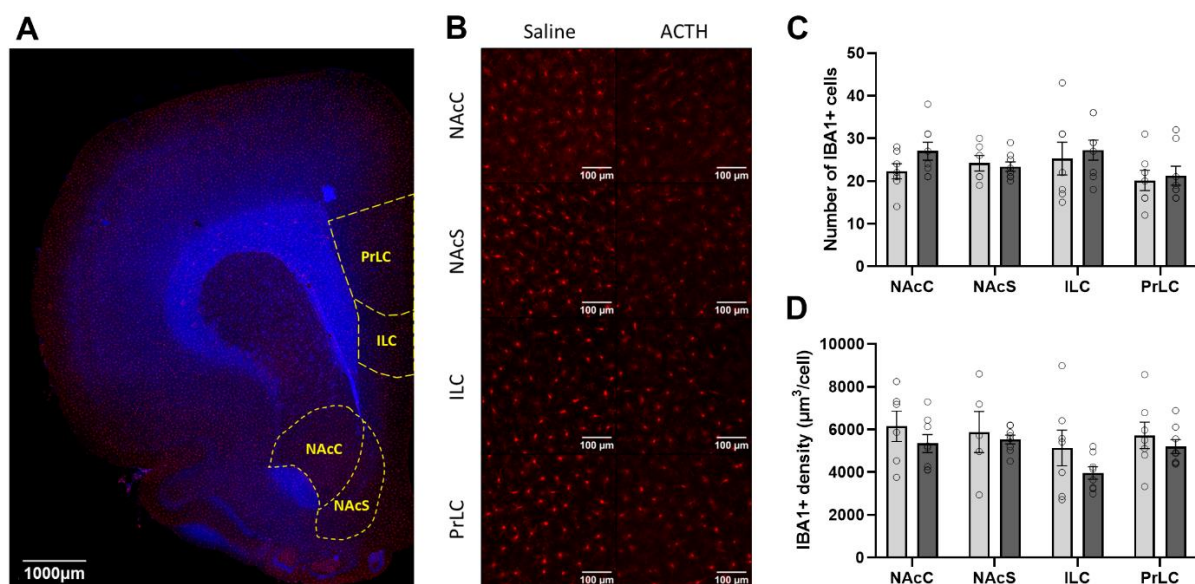 A
PrLC
ILC
NAcC
NAcS
1000µm
B
Saline ACTH
NAcC
100 µm 100 µm
NAcS
100 µm 100 µm
ILC
100 µm 100 µm
PrLC
100 µm 100 µm
C
Number of IBA1+ cells
50
40
30
20
10
0
NAcC NAcS ILC PrLC
D
IBA1+ density (µm³/cell)
10000
8000
6000
4000
2000
0
NAcC NAcS ILC PrLC